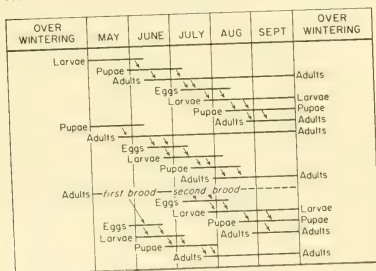 OVER WINTERING MAY JUNE JULY AUG SEPT OVER WINTERING
Larvae
Pupae
Adults Adults
Eggs
Larvae Larvae
Pupae Pupae
Adults Adults
Pupae Adults
Adults
Eggs
Larvae
Pupae
Adults Adults
Adults first brood second brood
Eggs
Larvae Larvae
Eggs Pupae Pupae
Larvae Adults Adults
Pupae
Adults Adults